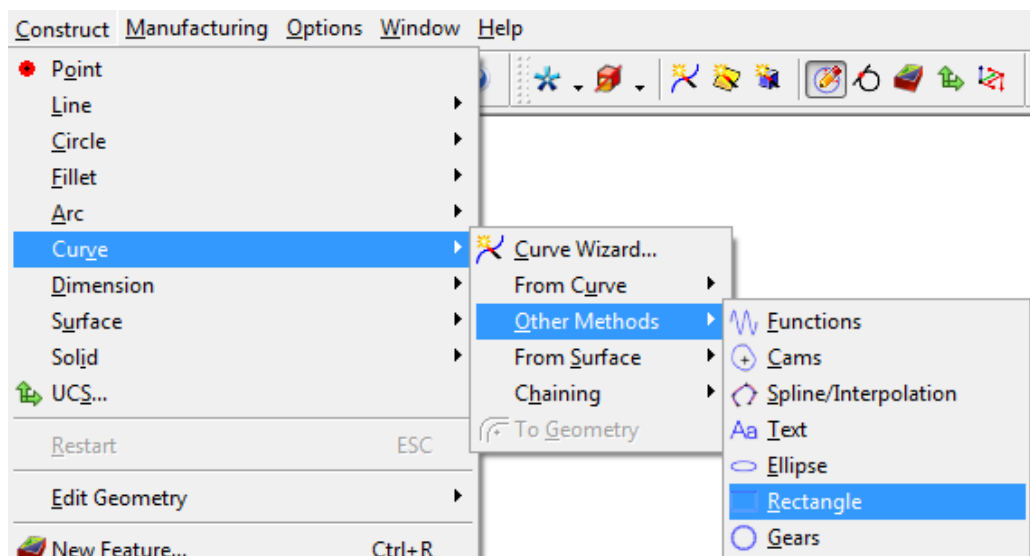 Construct Manufacturing Options Window Help
Point
Line
Circle
Fillet
Arc
Curve
Dimension
Surface
Solid
UCS...
Restart ESC
Edit Geometry
New Feature... Ctrl+R
Curve Wizard...
From Curve
Other Methods
From Surface
Chaining
To Geometry
Functions
Cams
Spline/Interpolation
Aa Text
Ellipse
Rectangle
Gears